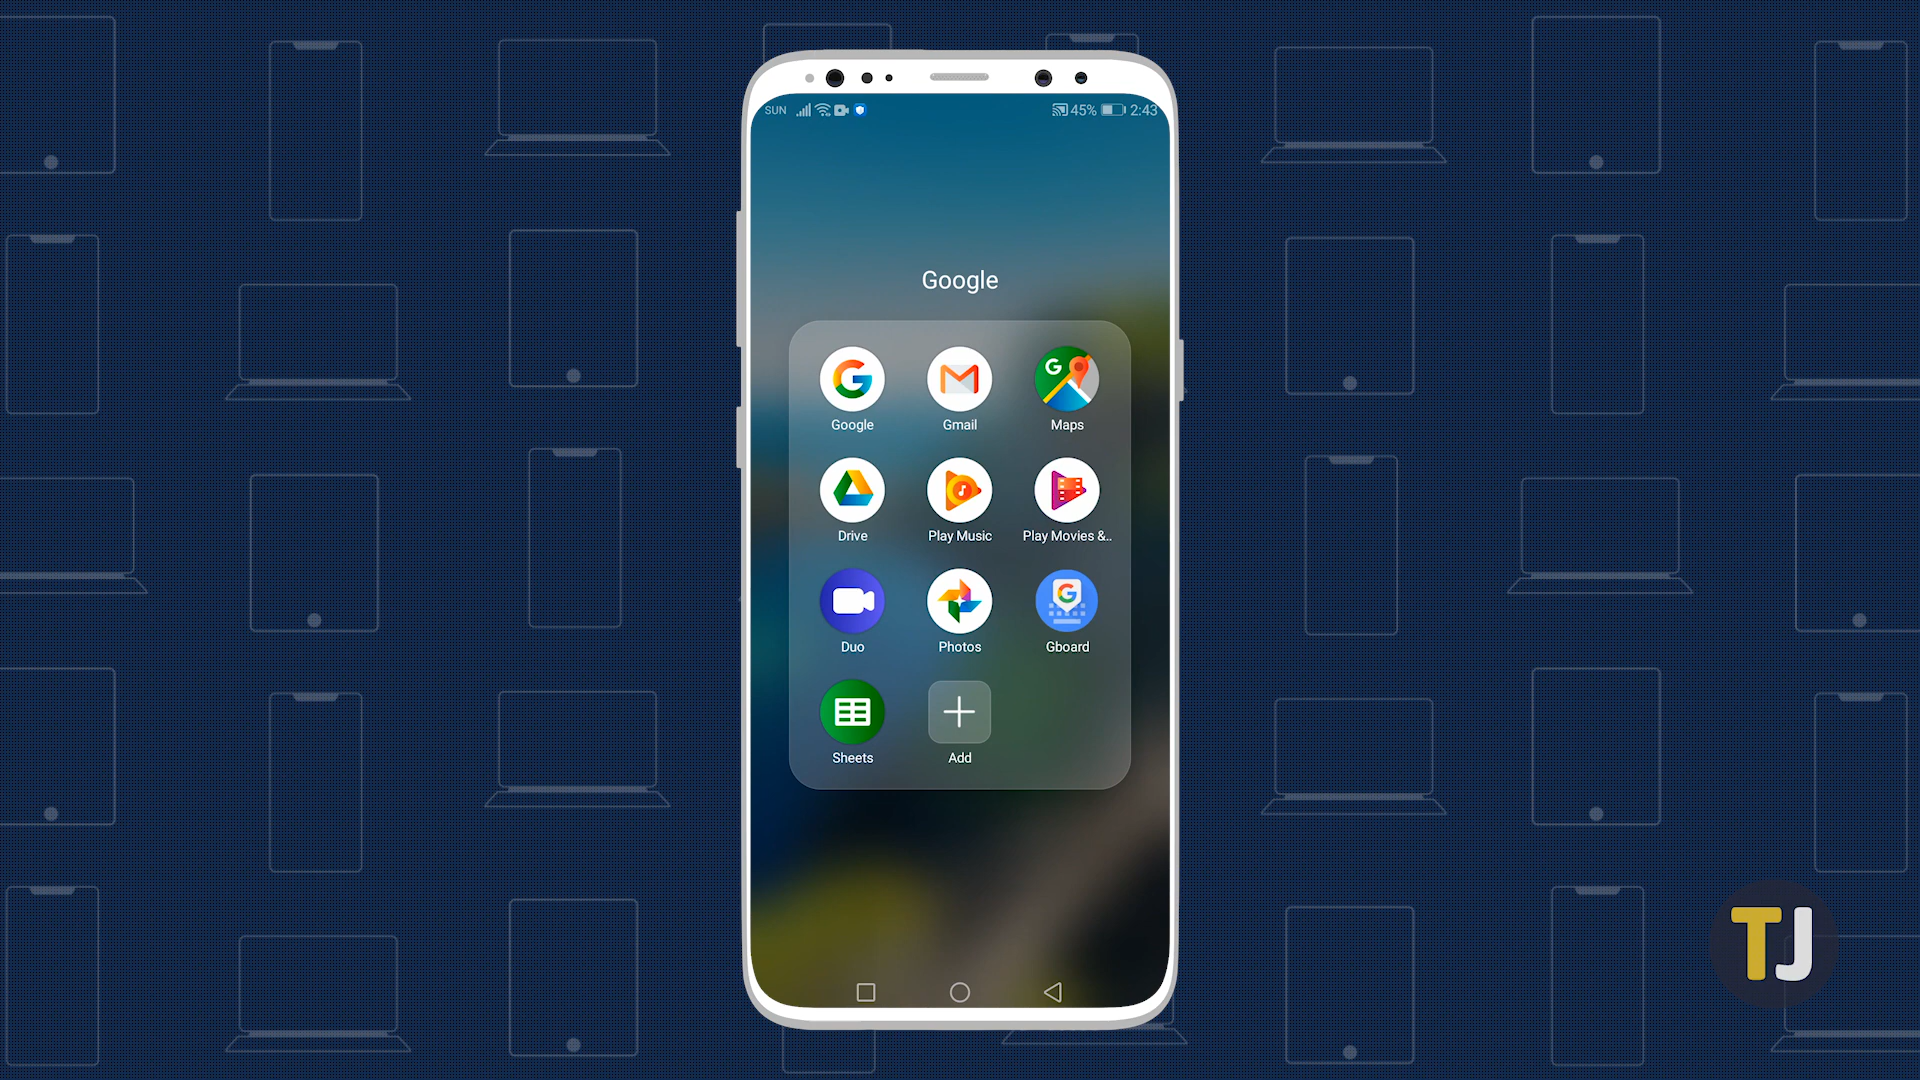 SUN 45% 2:43
Google
Google Gmail Maps
Drive Play Music Play Movies &..
Duo Photos Gboard
Sheets Add
TJ